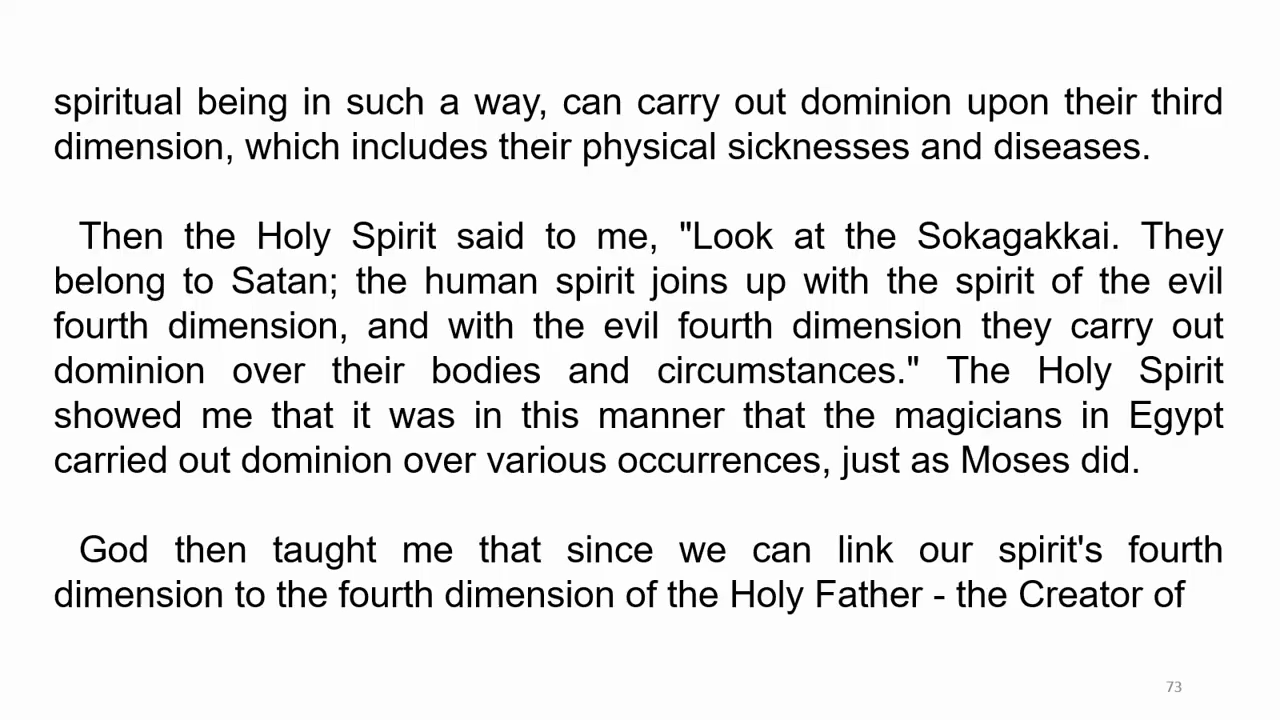 spiritual being in such a way, can carry out dominion upon their third
dimension, which includes their physical sicknesses and diseases.
Then the Holy Spirit said to me, "Look at the Sokagakkai. They
belong to Satan; the human spirit joins up with the spirit of the evil
fourth dimension, and with the evil fourth dimension they carry out
dominion over their bodies and circumstances." The Holy Spirit
showed me that it was in this manner that the magicians in Egypt
carried out dominion over various occurrences, just as Moses did.
God then taught me that since we can link our spirit's fourth
dimension to the fourth dimension of the Holy Father - the Creator of
73